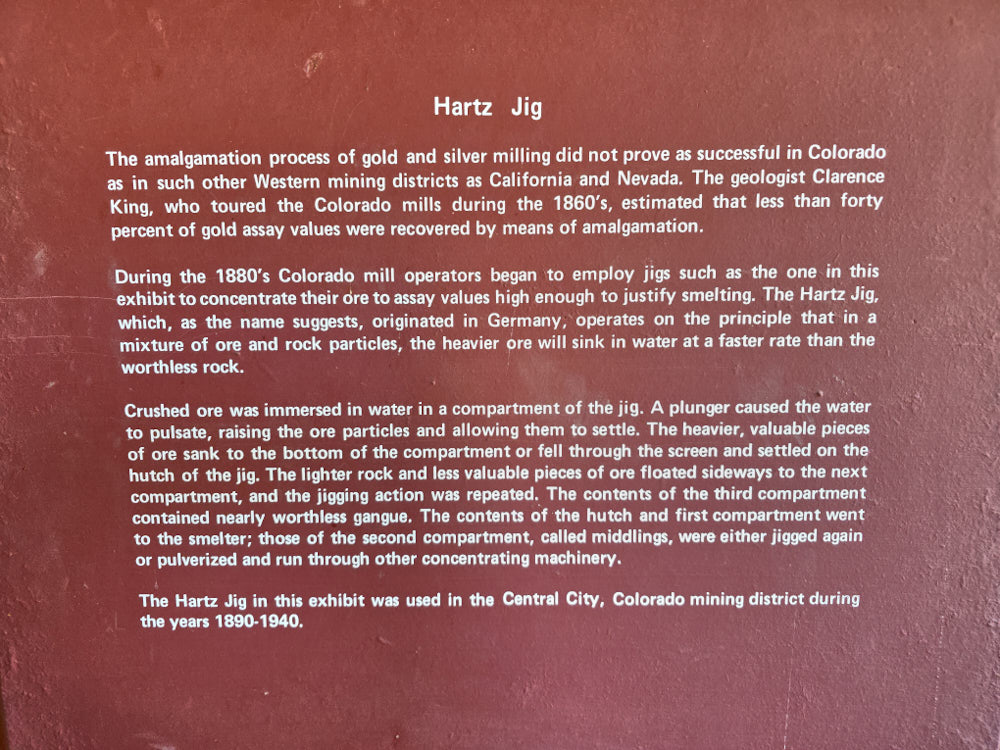 Hartz Jig
The amalgamation process of gold and silver milling did not prove as successful in Colorado
as in such other Western mining districts as California and Nevada. The geologist Clarence
King, who toured the Colorado mills during the 1860's, estimated that less than forty
percent of gold assay values were recovered by means of amalgamation.
During the 1880's Colorado mill operators began to employ jigs such as the one in this
exhibit to concentrate their ore to assay values high enough to justify smelting. The Hartz Jig,
which, as the name suggests, originated in Germany, operates on the principle that in a
mixture of ore and rock particles, the heavier ore will sink in water at a faster rate than the
worthless rock.
Crushed ore was immersed in water in a compartment of the jig. A plunger caused the water
to pulsate, raising the ore particles and allowing them to settle. The heavier, valuable pieces
of ore sank to the bottom of the compartment or fell through the screen and settled on the
hutch of the jig. The lighter rock and less valuable pieces of ore floated sideways to the next
compartment, and the jigging action was repeated. The contents of the third compartment
contained nearly worthless gangue. The contents of the hutch and first compartment went
to the smelter; those of the second compartment, called middlings, were either jigged again
or pulverized and run through other concentrating machinery.
The Hartz Jig in this exhibit was used in the Central City, Colorado mining district during
the years 1890-1940.